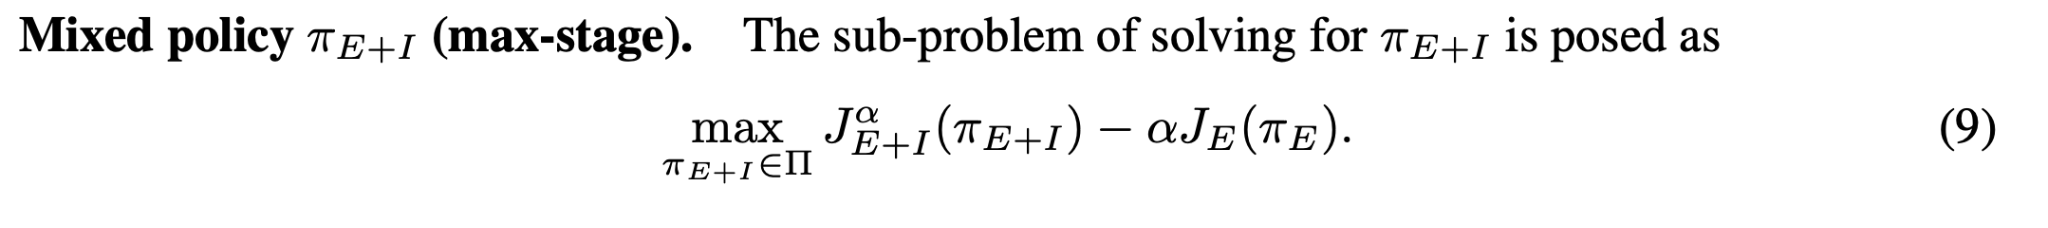 Mixed policy π_{E+I} (max-stage). The sub-problem of solving for π_{E+I} is posed as
max_{π_{E+I}∈Π} J^α_{E+I}(π_{E+I}) − αJ_E(π_E). (9)